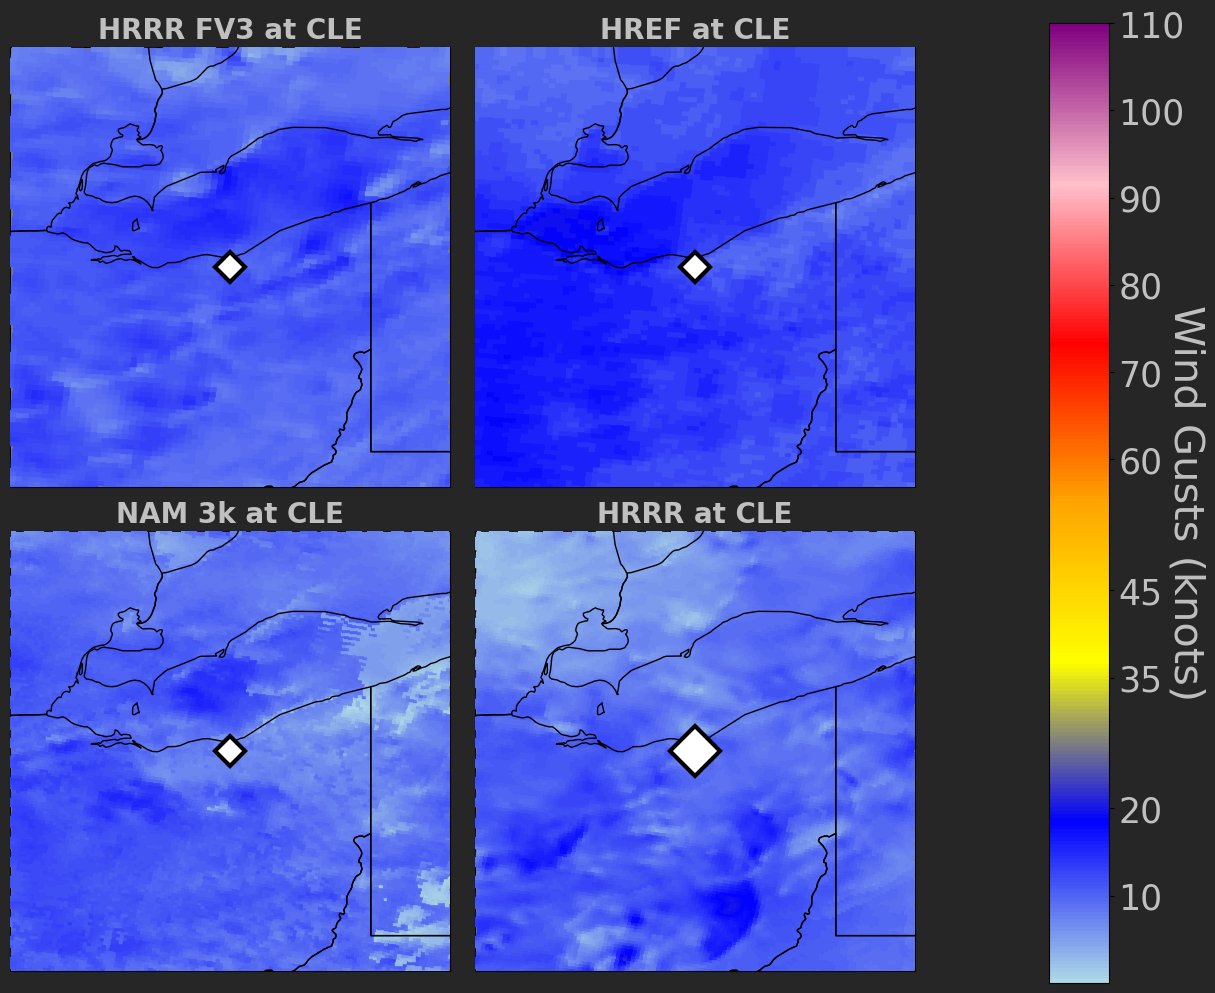 HRRR FV3 at CLE
HREF at CLE
NAM 3k at CLE
HRRR at CLE
110
100
90
80
70
60
45
35
20
10
Wind Gusts (knots)